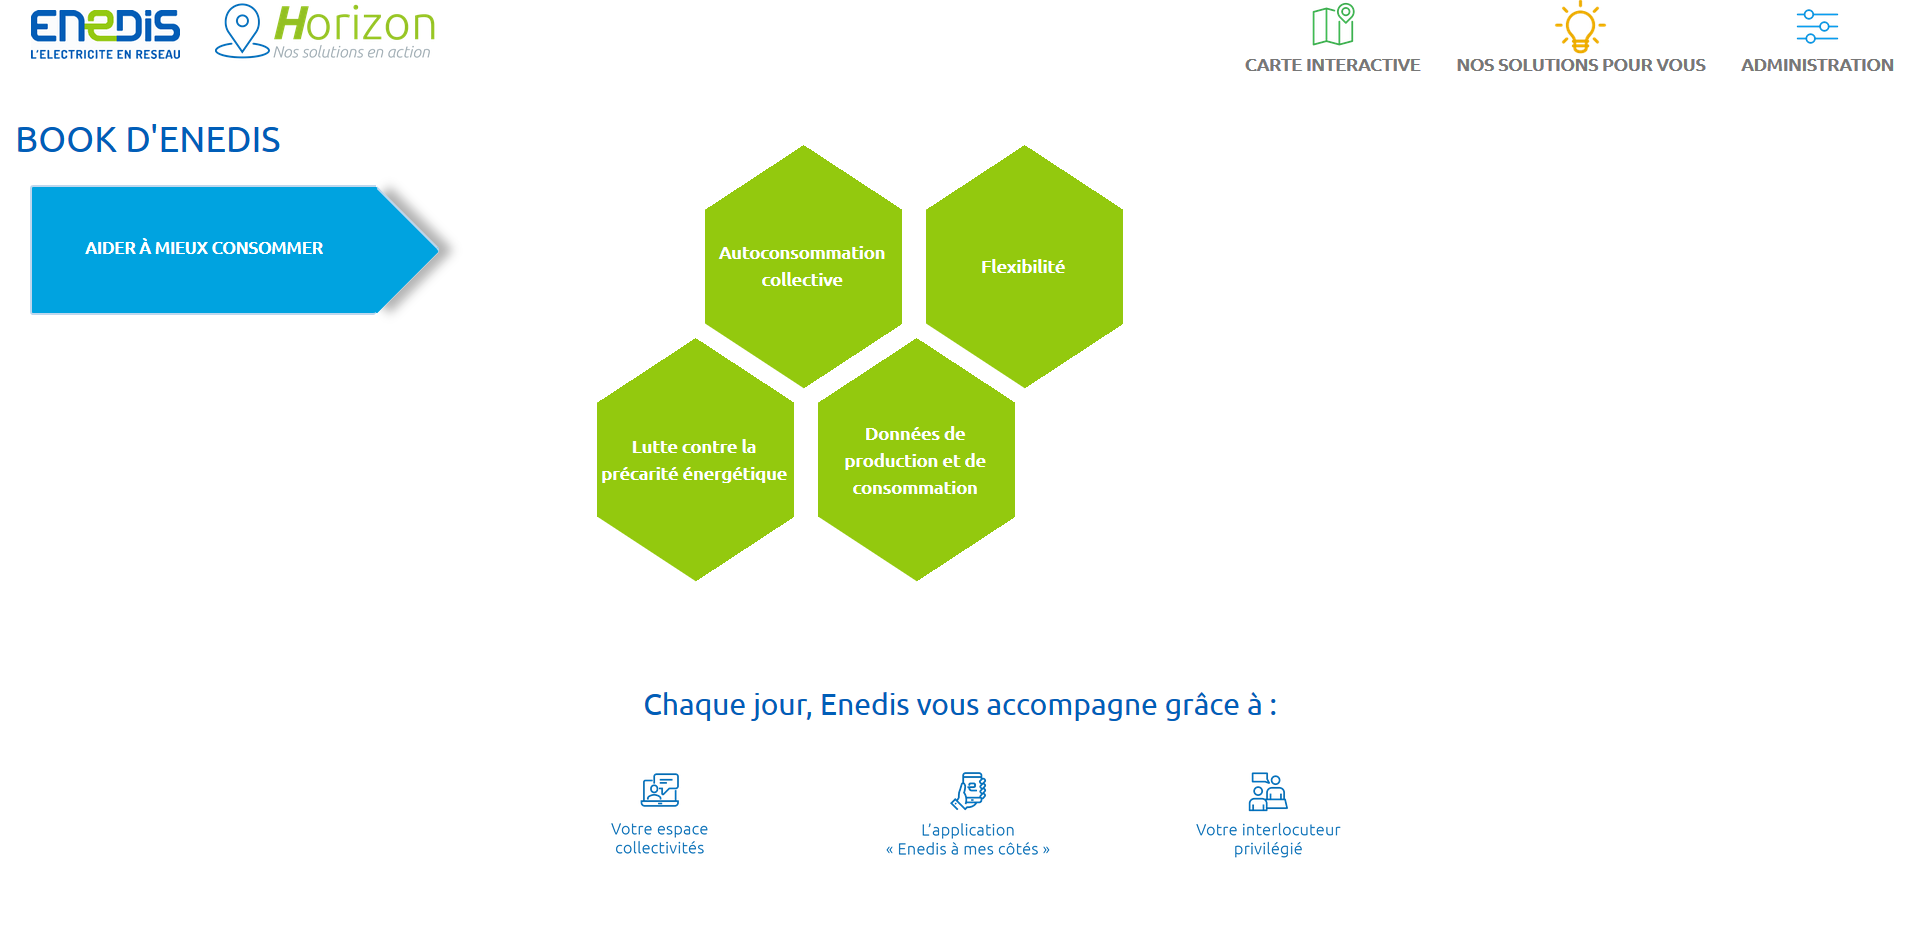 ENEDIS
L'ELECTRICITE EN RESEAU
Horizon
Nos solutions en action
CARTE INTERACTIVE
NOS SOLUTIONS POUR VOUS
ADMINISTRATION
BOOK D'ENEDIS
AIDER À MIEUX CONSOMMER
Autoconsommation
collective
Flexibilité
Lutte contre la
précarité énergétique
Données de
production et de
consommation
Chaque jour, Enedis vous accompagne grâce à :
Votre espace
collectivités
L’application
« Enedis à mes côtés »
Votre interlocuteur
privilégié